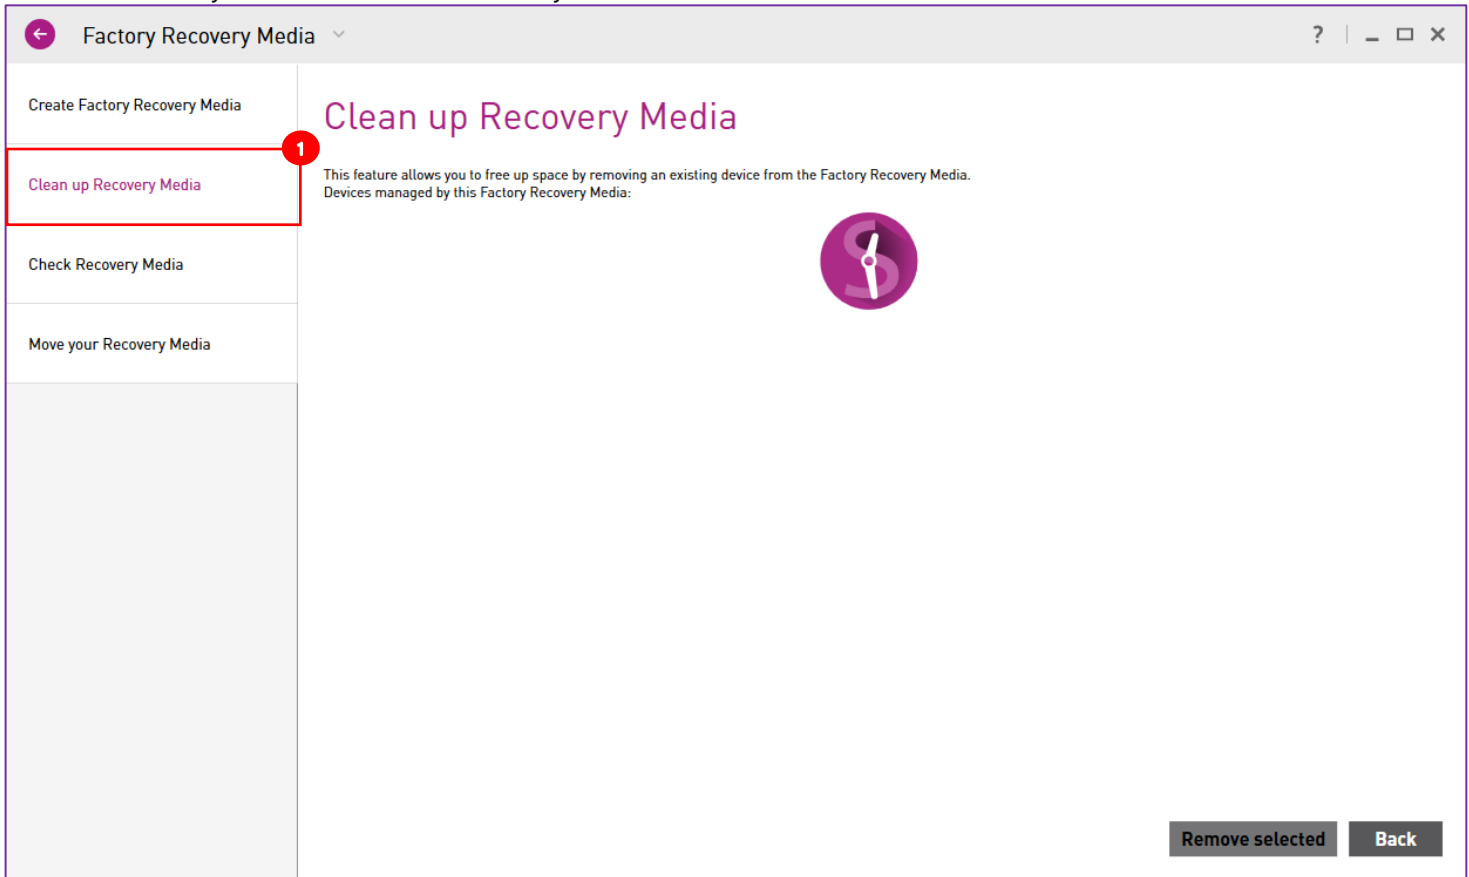 Factory Recovery Media
?
Create Factory Recovery Media
Clean up Recovery Media
1
Clean up Recovery Media
This feature allows you to free up space by removing an existing device from the Factory Recovery Media.
Devices managed by this Factory Recovery Media:
S
Check Recovery Media
Move your Recovery Media
Remove selected
Back